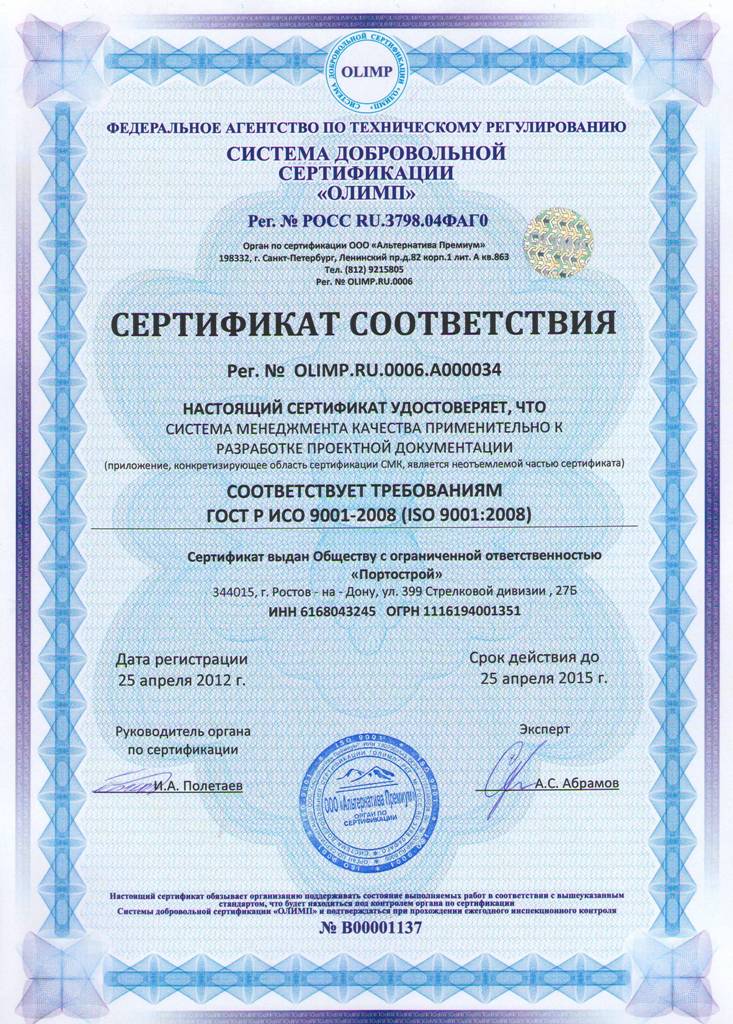 СИСТЕМА ДОБРОВОЛЬНОЙ СЕРТИФИКАЦИИ "ОЛИМП"
OLIMP
ФЕДЕРАЛЬНОЕ АГЕНТСТВО ПО ТЕХНИЧЕСКОМУ РЕГУЛИРОВАНИЮ
СИСТЕМА ДОБРОВОЛЬНОЙ
СЕРТИФИКАЦИИ
«ОЛИМП»
Рег. № РОСС RU.3798.04ФАГ0
Орган по сертификации ООО «Альтернатива Премиум»
198332, г. Санкт-Петербург, Ленинский пр.д.82 корп.1 лит. А кв.863
Тел. (812) 9215805
Рег. № OLIMP.RU.0006
СЕРТИФИКАТ СООТВЕТСТВИЯ
Рег. № OLIMP.RU.0006.A000034
НАСТОЯЩИЙ СЕРТИФИКАТ УДОСТОВЕРЯЕТ, ЧТО
СИСТЕМА МЕНЕДЖМЕНТА КАЧЕСТВА ПРИМЕНИТЕЛЬНО К
РАЗРАБОТКЕ ПРОЕКТНОЙ ДОКУМЕНТАЦИИ
(приложение, конкретизирующее область сертификации СМК, является неотъемлемой частью сертификата)
СООТВЕТСТВУЕТ ТРЕБОВАНИЯМ
ГОСТ Р ИСО 9001-2008 (ISO 9001:2008)
Сертификат выдан Обществу с ограниченной ответственностью
«Портострой»
344015, г. Ростов - на - Дону, ул. 399 Стрелковой дивизии , 27Б
ИНН 6168043245 ОГРН 1116194001351
Дата регистрации
25 апреля 2012 г.
Срок действия до
25 апреля 2015 г.
Руководитель органа
по сертификации
И.А. Полетаев
Эксперт
А.С. Абрамов
ISO 9001
ООО «Альтернатива Премиум»
ОРГАН ПО
СЕРТИФИКАЦИИ
Настоящий сертификат обязывает организацию поддерживать состояние выполняемых работ в соответствии с вышеуказанным
стандартом, что будет находиться под контролем органа по сертификации
Системы добровольной сертификации «ОЛИМП» и подтверждаться при прохождении ежегодного инспекционного контроля
№ В00001137